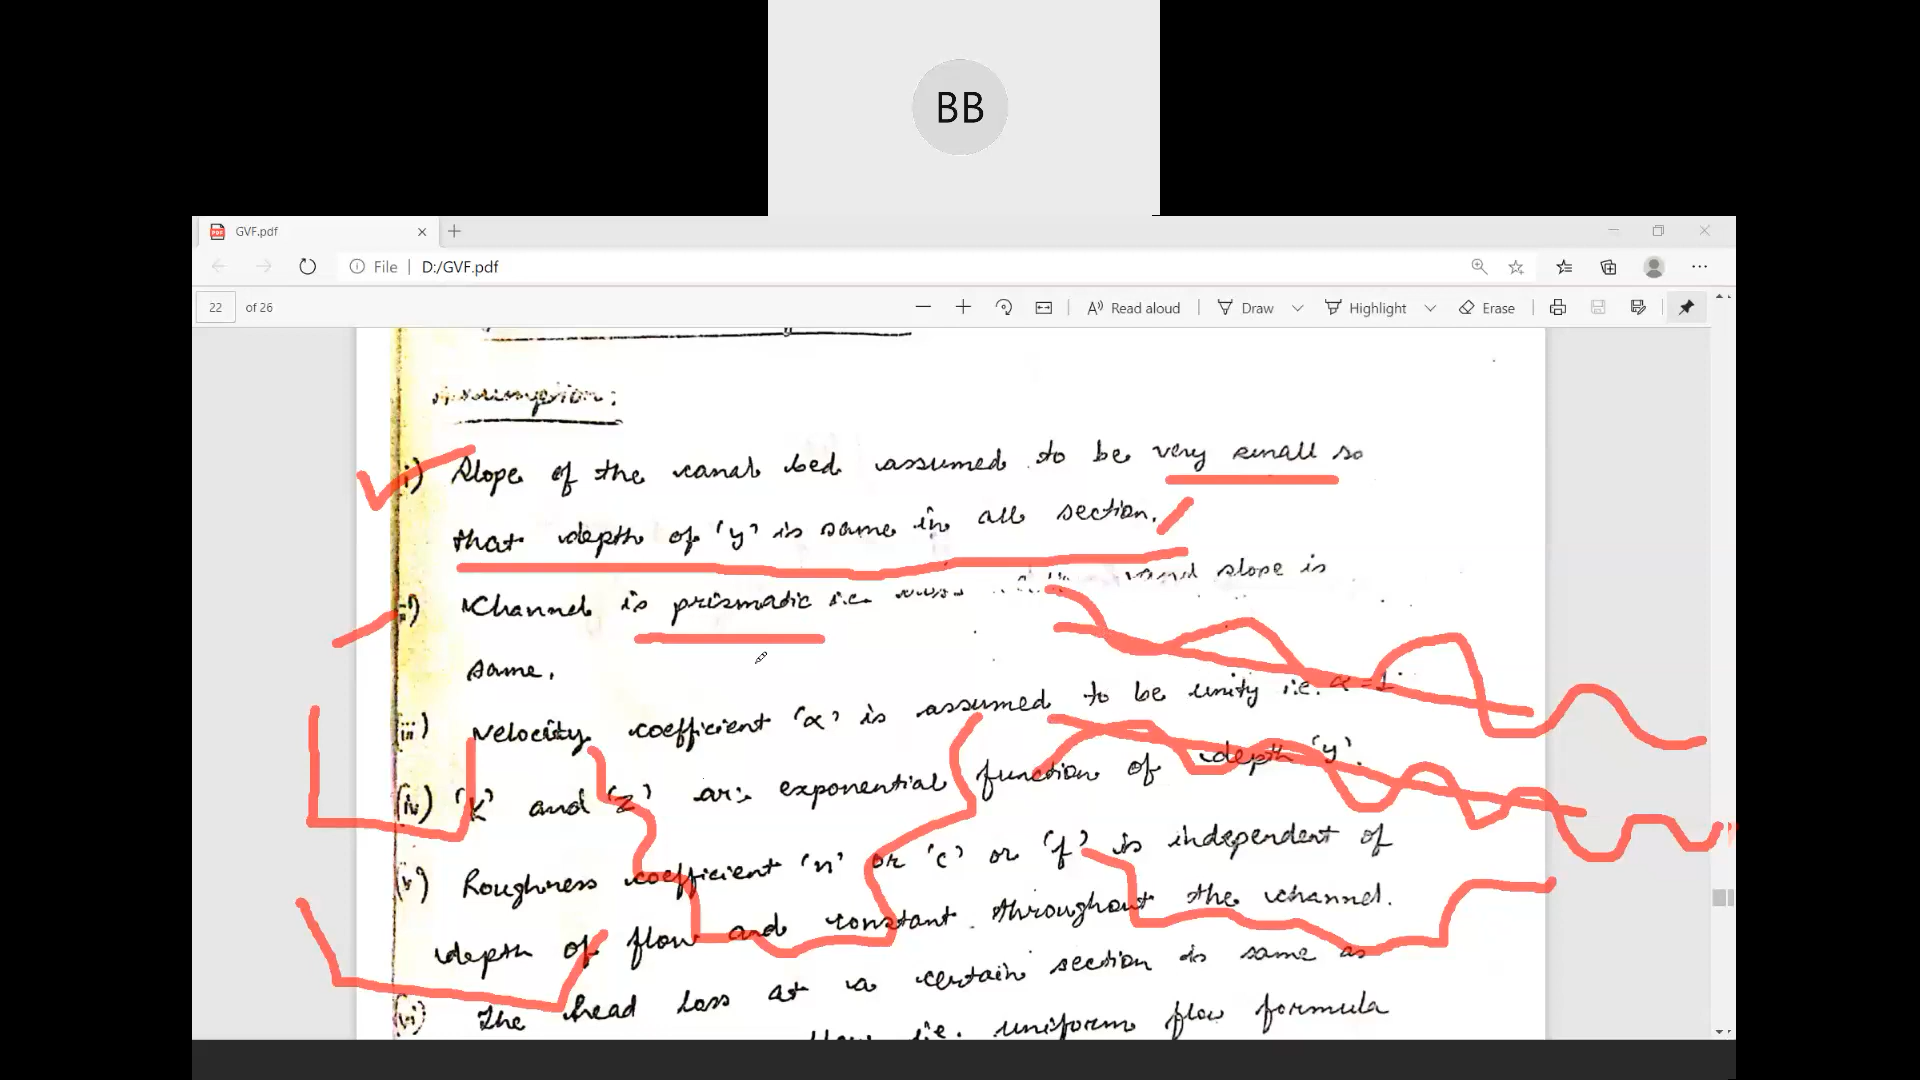 BB
GVF.pdf
File | D:/GVF.pdf
22 of 26
Read aloud
Draw
Highlight
Erase
Assumption:
i) Slope of the canal bed assumed to be very small so
that depth of 'y' is same in all section.
ii) Channel is prismatic i.e. slope is
same.
iii) Velocity coefficient 'α' is assumed to be unity i.e. α = 1
(iv) 'K' and 'Z' are exponential function of depth 'y'.
(v) Roughness coefficient 'n' or 'c' or 'f' is independent of
depth of flow and constant throughout the channel.
(vi) The head loss at a certain section is same as
flow i.e. uniform flow formula